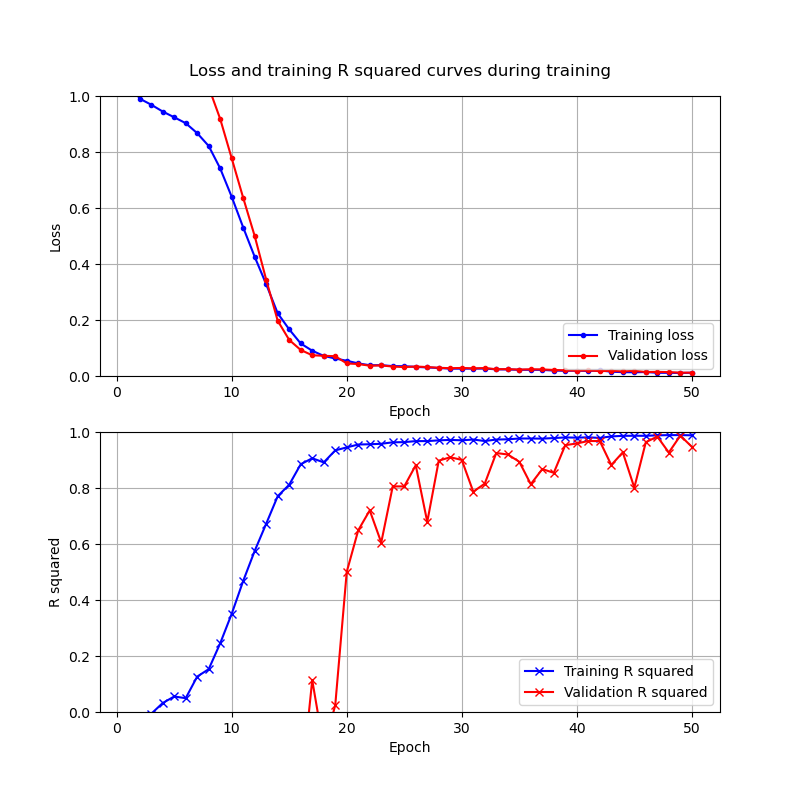 Loss and training R squared curves during training
1.0
0.8
0.6
0.4
0.2
0.0
Loss
Training loss
Validation loss
0 10 20 30 40 50
Epoch
1.0
0.8
0.6
0.4
0.2
0.0
R squared
Training R squared
Validation R squared
0 10 20 30 40 50
Epoch